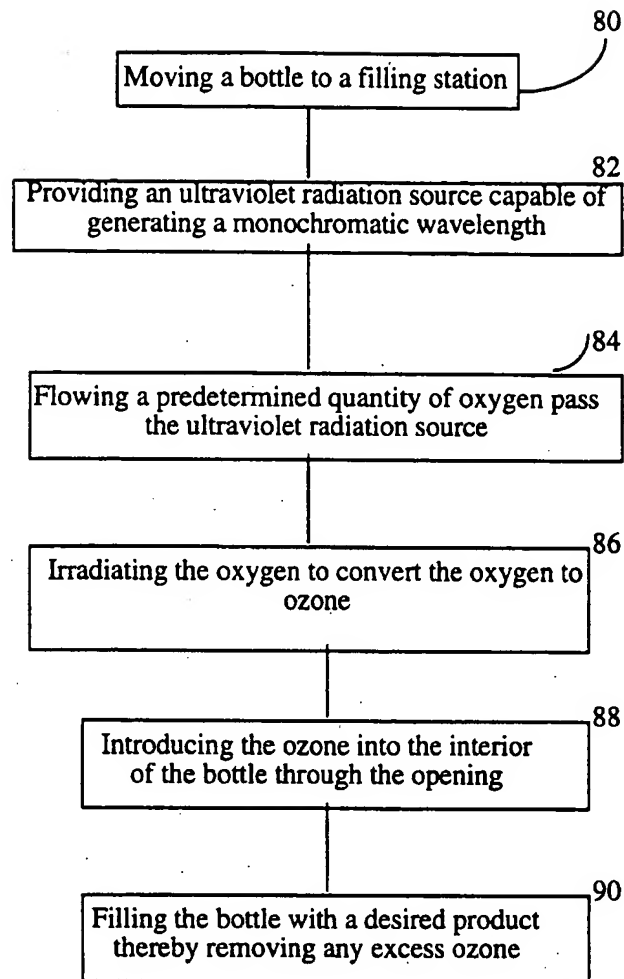 80
Moving a bottle to a filling station
82
Providing an ultraviolet radiation source capable of
generating a monochromatic wavelength
84
Flowing a predetermined quantity of oxygen pass
the ultraviolet radiation source
86
Irradiating the oxygen to convert the oxygen to
ozone
88
Introducing the ozone into the interior
of the bottle through the opening
90
Filling the bottle with a desired product
thereby removing any excess ozone